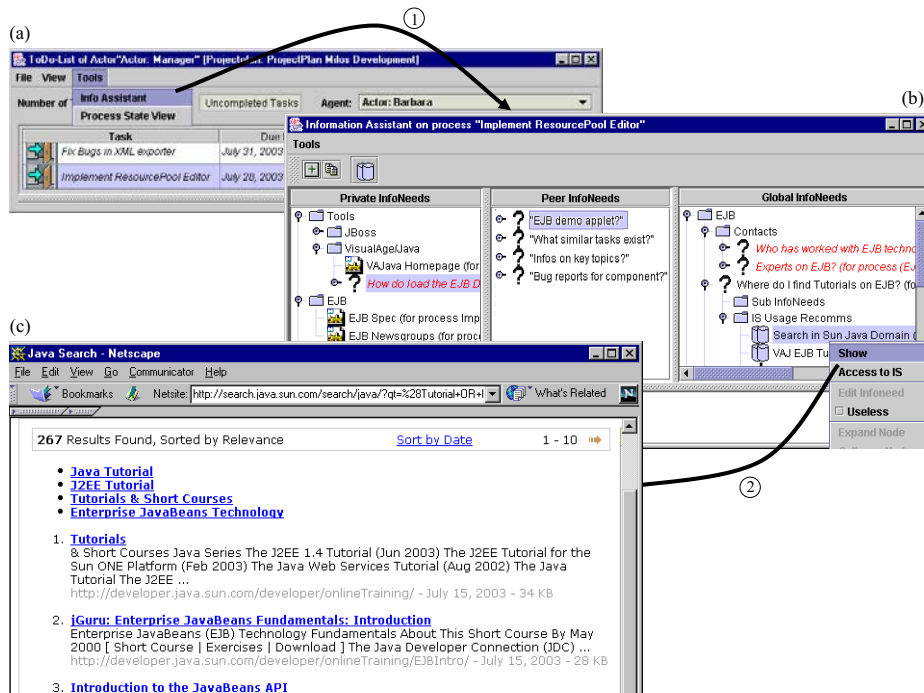 ①
(a)
ToDo-List of Actor"Actor: Manager" [Projectplan: ProjectPlan Milos Development]
File View Tools
Number of
Info Assistant
Process State View
Uncompleted Tasks
Agent: Actor: Barbara
Task
Due
Fix Bugs in XML exporter
July 31, 2003
Implement ResourcePool Editor
July 28, 2003
(b)
Information Assistant on process "Implement ResourcePool Editor"
Tools
Private InfoNeeds
Tools
JBoss
VisualAge/Java
VAJava Homepage (for
How do load the EJB D
EJB
EJB Spec (for process Imp
EJB Newsgroups (for proc
Peer InfoNeeds
"EJB demo applet?"
"What similar tasks exist?"
"Infos on key topics?"
"Bug reports for component?"
Global InfoNeeds
EJB
Contacts
Who has worked with EJB techno
Experts on EJB? (for process (EJ
Where do I find Tutorials on EJB? (fo
Sub InfoNeeds
IS Usage Recomms
Search in Sun Java Domain (
VAJ EJB Tu
Show
Access to IS
Edit Infoneed
Useless
Expand Node
②
(c)
Java Search - Netscape
File Edit View Go Communicator Help
Bookmarks Netsite: http://search.java.sun.com/search/java/?qt=%28Tutorial+OR+I What's Related
267 Results Found, Sorted by Relevance Sort by Date 1 - 10
• Java Tutorial
• J2EE Tutorial
• Tutorials & Short Courses
• Enterprise JavaBeans Technology
1. Tutorials
& Short Courses Java Series The J2EE 1.4 Tutorial (Jun 2003) The J2EE Tutorial for the
Sun ONE Platform (Feb 2003) The Java Web Services Tutorial (Aug 2002) The Java
Tutorial The J2EE ...
http://developer.java.sun.com/developer/onlineTraining/ - July 15, 2003 - 34 KB
2. jGuru: Enterprise JavaBeans Fundamentals: Introduction
Enterprise JavaBeans (EJB) Technology Fundamentals About This Short Course By May
2000 [ Short Course | Exercises | Download ] The Java Developer Connection (JDC) ...
http://developer.java.sun.com/developer/onlineTraining/EJBIntro/ - July 15, 2003 - 28 KB
3. Introduction to the JavaBeans API